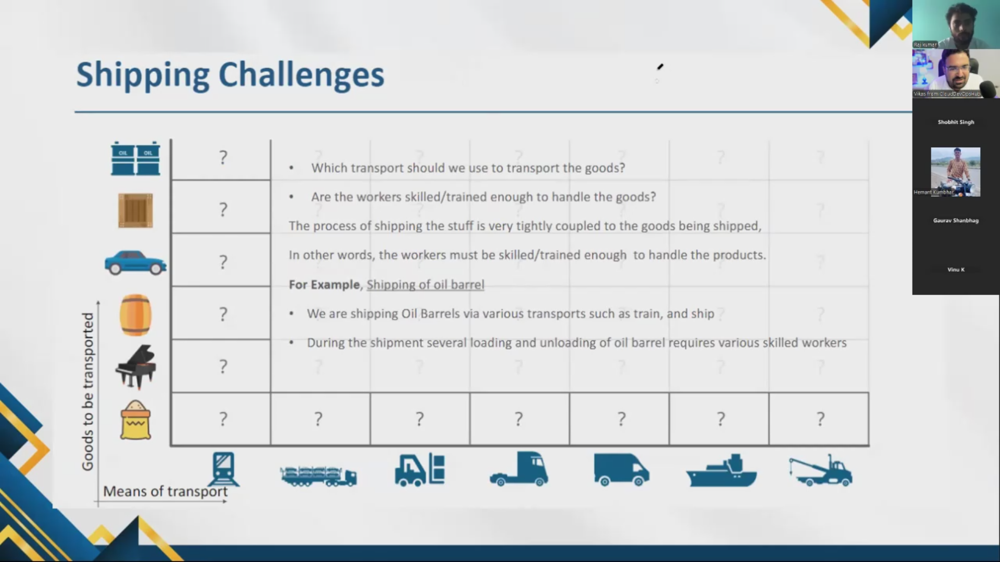 Shipping Challenges
OIL OIL
?
?
?
?
?
?
? ? ? ? ? ?
• Which transport should we use to transport the goods?
• Are the workers skilled/trained enough to handle the goods?
The process of shipping the stuff is very tightly coupled to the goods being shipped,
In other words, the workers must be skilled/trained enough to handle the products.
For Example, Shipping of oil barrel
• We are shipping Oil Barrels via various transports such as train, and ship
• During the shipment several loading and unloading of oil barrel requires various skilled workers
Goods to be transported
Means of transport
Raj kumar
Vikas from CloudDevOpsHub
Shobhit Singh
Hemant Kumbhar
Gaurav Shanbhag
Vinu K